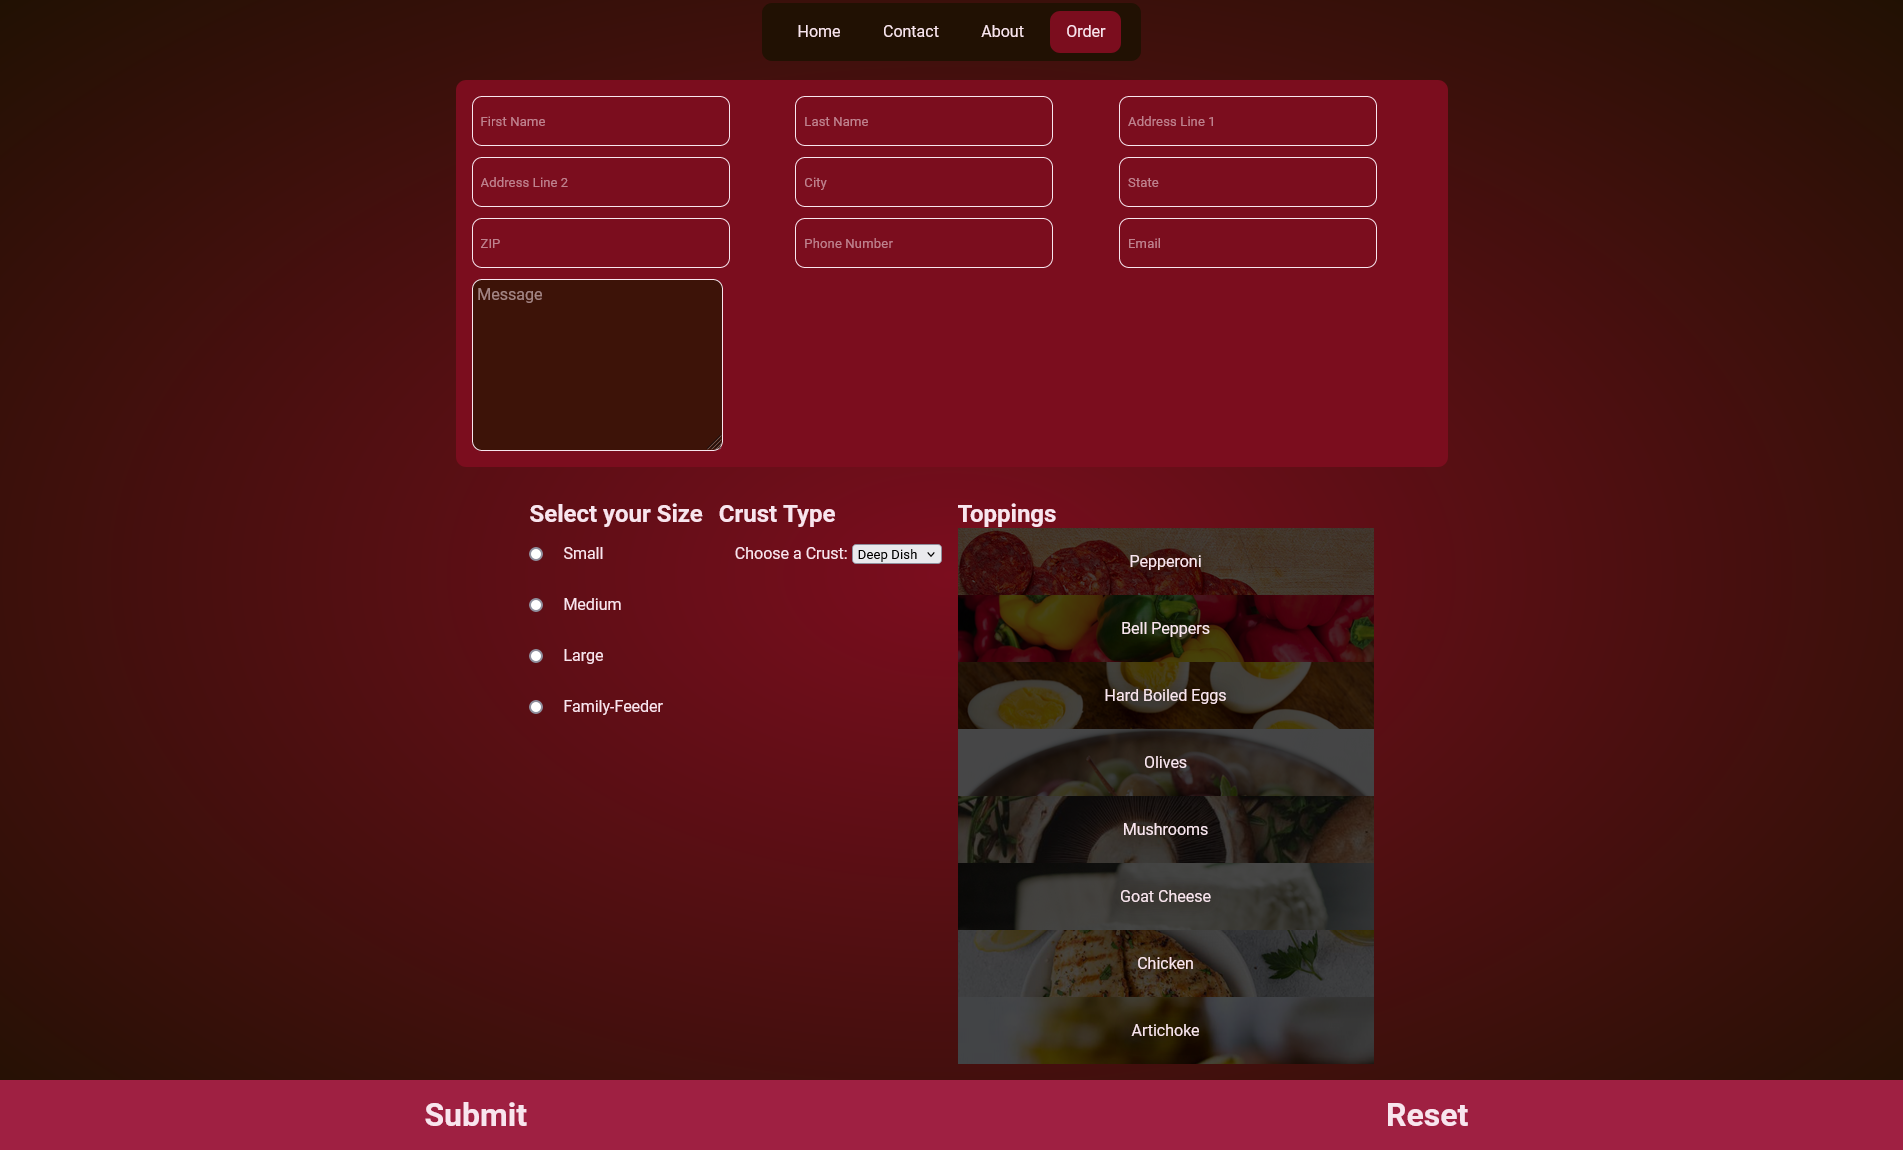 Home Contact About Order
First Name Last Name Address Line 1
Address Line 2 City State
ZIP Phone Number Email
Message
Select your Size Crust Type Toppings
Small
Choose a Crust: Deep Dish
Medium
Large
Family-Feeder
Pepperoni
Bell Peppers
Hard Boiled Eggs
Olives
Mushrooms
Goat Cheese
Chicken
Artichoke
Submit Reset